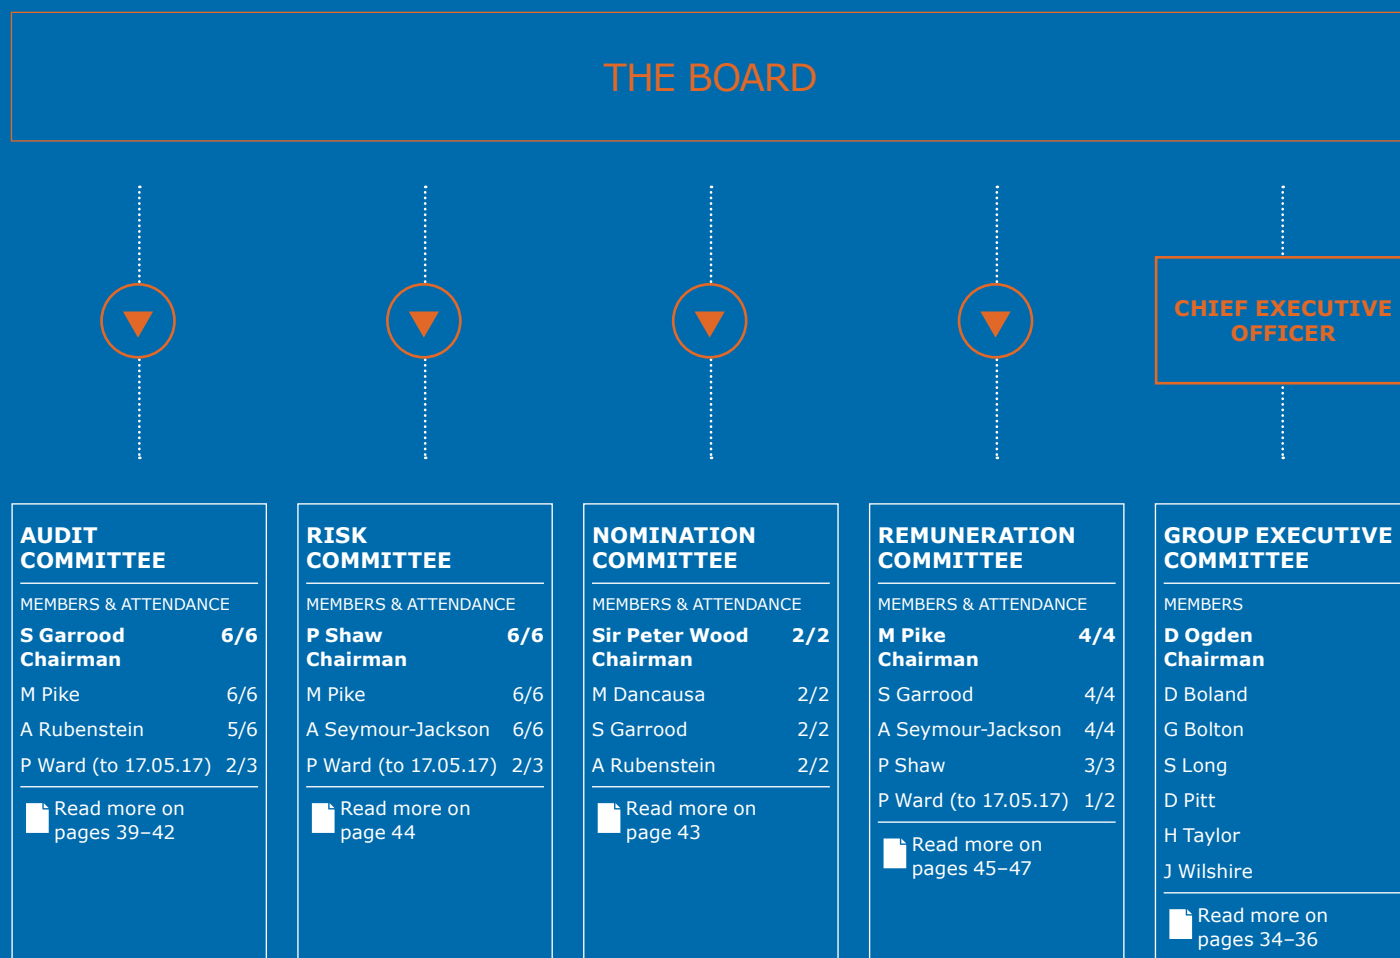 THE BOARD
CHIEF EXECUTIVE
OFFICER
AUDIT
COMMITTEE
MEMBERS & ATTENDANCE
S Garrood 6/6
Chairman
M Pike 6/6
A Rubenstein 5/6
P Ward (to 17.05.17) 2/3
Read more on
pages 39–42
RISK
COMMITTEE
MEMBERS & ATTENDANCE
P Shaw 6/6
Chairman
M Pike 6/6
A Seymour-Jackson 6/6
P Ward (to 17.05.17) 2/3
Read more on
page 44
NOMINATION
COMMITTEE
MEMBERS & ATTENDANCE
Sir Peter Wood 2/2
Chairman
M Dancausa 2/2
S Garrood 2/2
A Rubenstein 2/2
Read more on
page 43
REMUNERATION
COMMITTEE
MEMBERS & ATTENDANCE
M Pike 4/4
Chairman
S Garrood 4/4
A Seymour-Jackson 4/4
P Shaw 3/3
P Ward (to 17.05.17) 1/2
Read more on
pages 45–47
GROUP EXECUTIVE
COMMITTEE
MEMBERS
D Ogden
Chairman
D Boland
G Bolton
S Long
D Pitt
H Taylor
J Wilshire
Read more on
pages 34–36